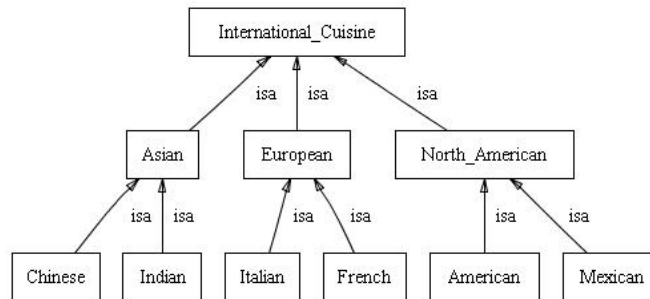 International_Cuisine
isa isa isa
Asian European North_American
isa isa isa isa isa isa
Chinese Indian Italian French American Mexican